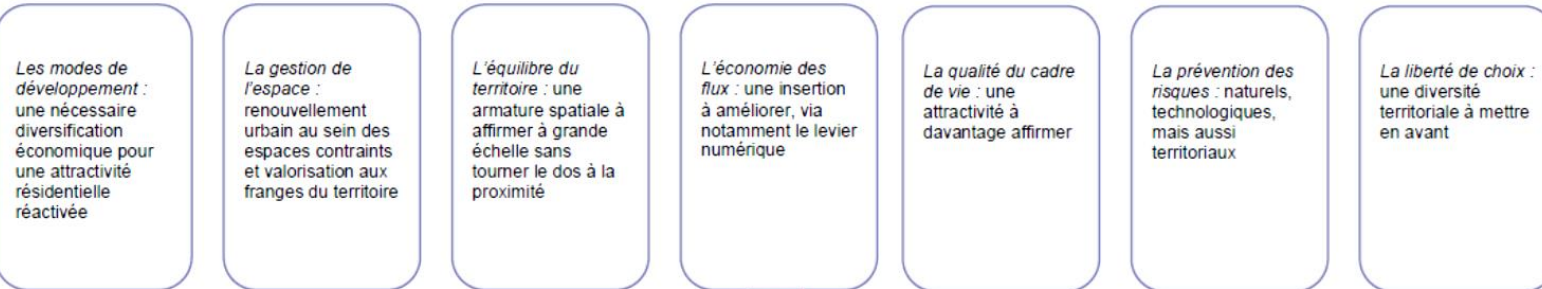 Les modes de
développement :
une nécessaire
diversification
économique pour
une attractivité
résidentielle
réactivée
La gestion de
l'espace :
renouvellement
urbain au sein des
espaces contraints
et valorisation aux
franges du territoire
L'équilibre du
territoire : une
armature spatiale à
affirmer à grande
échelle sans
tourner le dos à la
proximité
L'économie des
flux : une insertion
à améliorer, via
notamment le levier
numérique
La qualité du cadre
de vie : une
attractivité à
davantage affirmer
La prévention des
risques : naturels,
technologiques,
mais aussi
territoriaux
La liberté de choix :
une diversité
territoriale à mettre
en avant